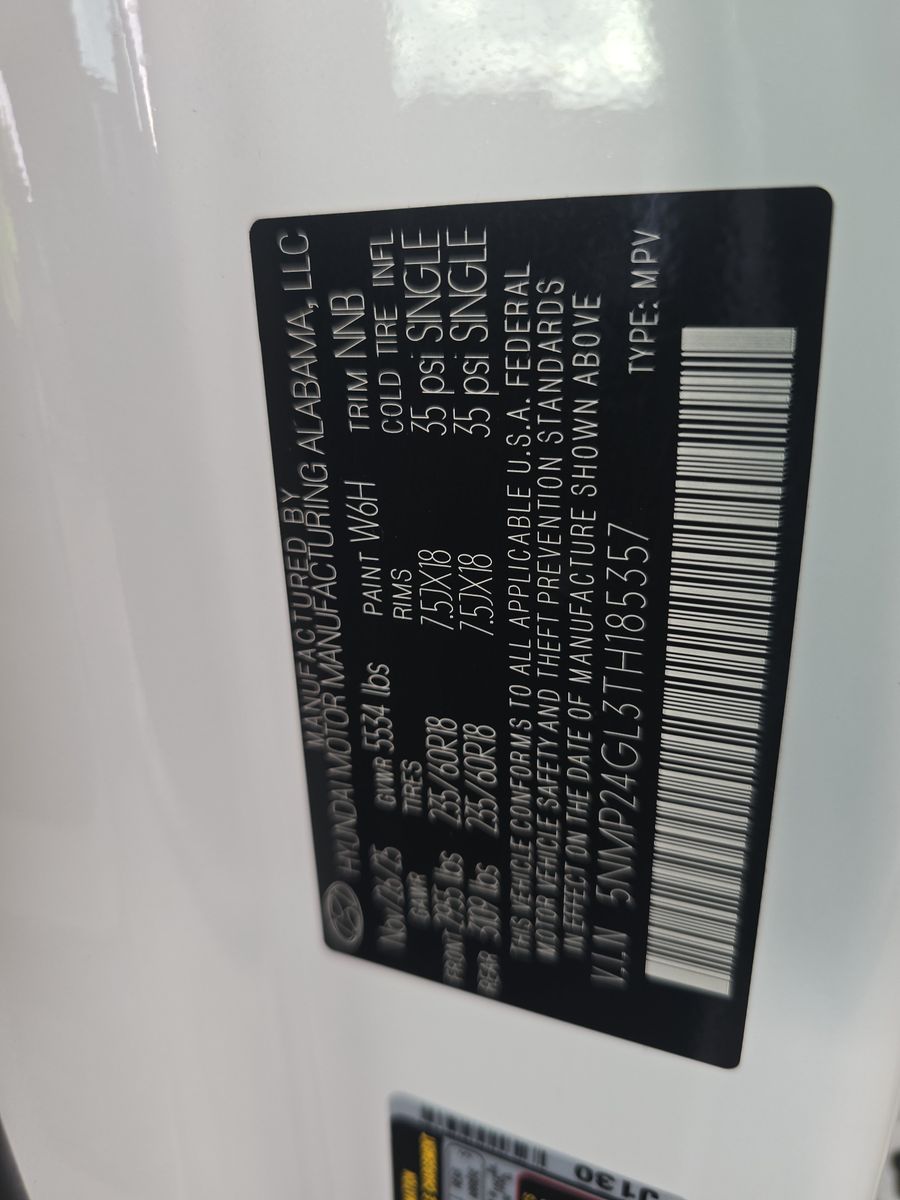 MANUFACTURED BY
HYUNDAI MOTOR MANUFACTURING ALABAMA, LLC
Nov/26/25 GVWR 5534 lbs PAINT W6H TRIM NNB
GAWR TIRES RIMS COLD TIRE INFL
FRONT 2955 lbs 235/60R18 7.5JX18 35 psi SINGLE
REAR 3109 lbs 235/60R18 7.5JX18 35 psi SINGLE
THIS VEHICLE CONFORMS TO ALL APPLICABLE U.S.A. FEDERAL
MOTOR VEHICLE SAFETY AND THEFT PREVENTION STANDARDS
IN EFFECT ON THE DATE OF MANUFACTURE SHOWN ABOVE
V.I.N 5NMP24GL3TH185357 TYPE: MPV
J130